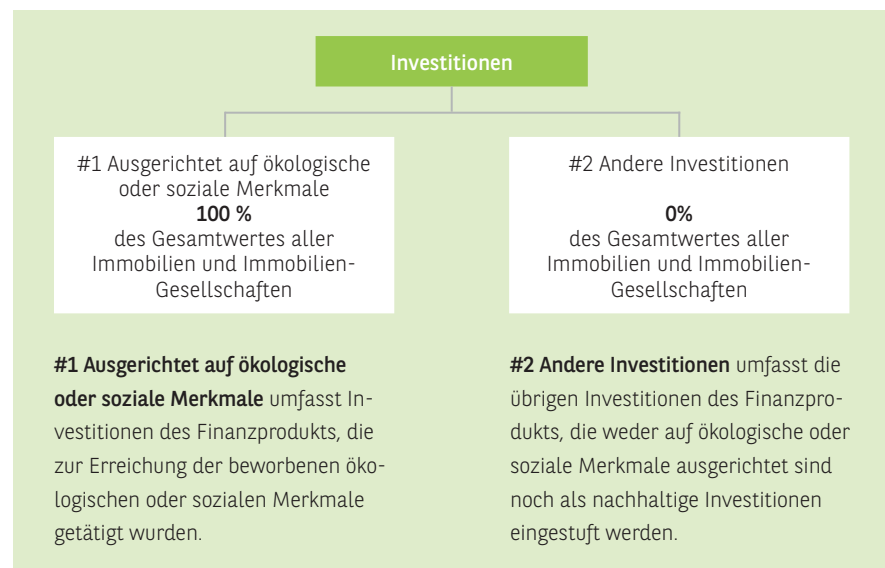 Investitionen
#1 Ausgerichtet auf ökologische
oder soziale Merkmale
100 %
des Gesamtwertes aller
Immobilien und Immobilien-
Gesellschaften
#2 Andere Investitionen
0%
des Gesamtwertes aller
Immobilien und Immobilien-
Gesellschaften
#1 Ausgerichtet auf ökologische
oder soziale Merkmale umfasst In-
vestitionen des Finanzprodukts, die
zur Erreichung der beworbenen öko-
logischen oder sozialen Merkmale
getätigt wurden.
#2 Andere Investitionen umfasst die
übrigen Investitionen des Finanzpro-
dukts, die weder auf ökologische oder
soziale Merkmale ausgerichtet sind
noch als nachhaltige Investitionen
eingestuft werden.